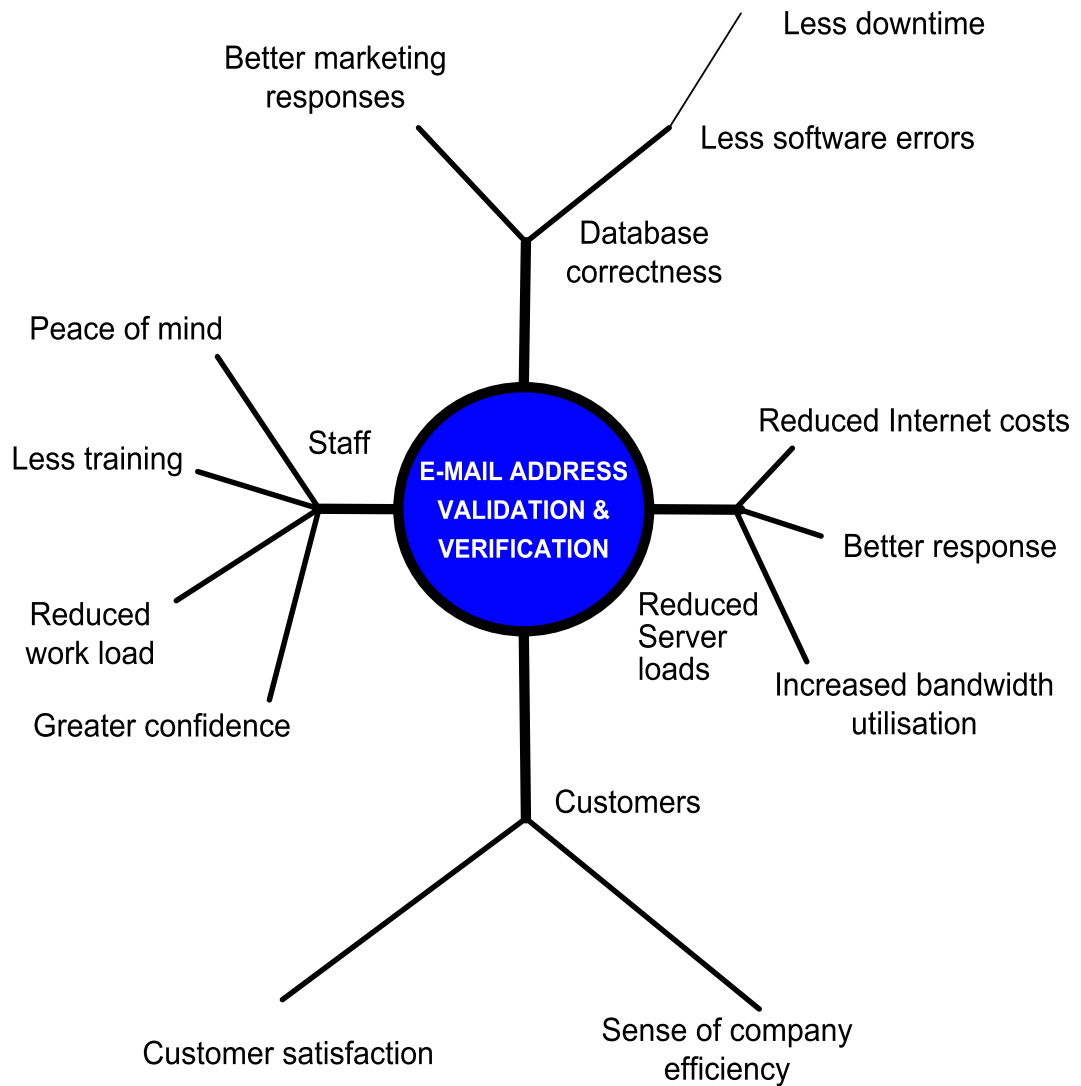 Less downtime
Better marketing
responses
Less software errors
Database
correctness
Peace of mind
Staff
Less training
Reduced
work load
Greater confidence
E-MAIL ADDRESS
VALIDATION &
VERIFICATION
Reduced Internet costs
Better response
Reduced
Server
loads
Increased bandwidth
utilisation
Customers
Customer satisfaction
Sense of company
efficiency